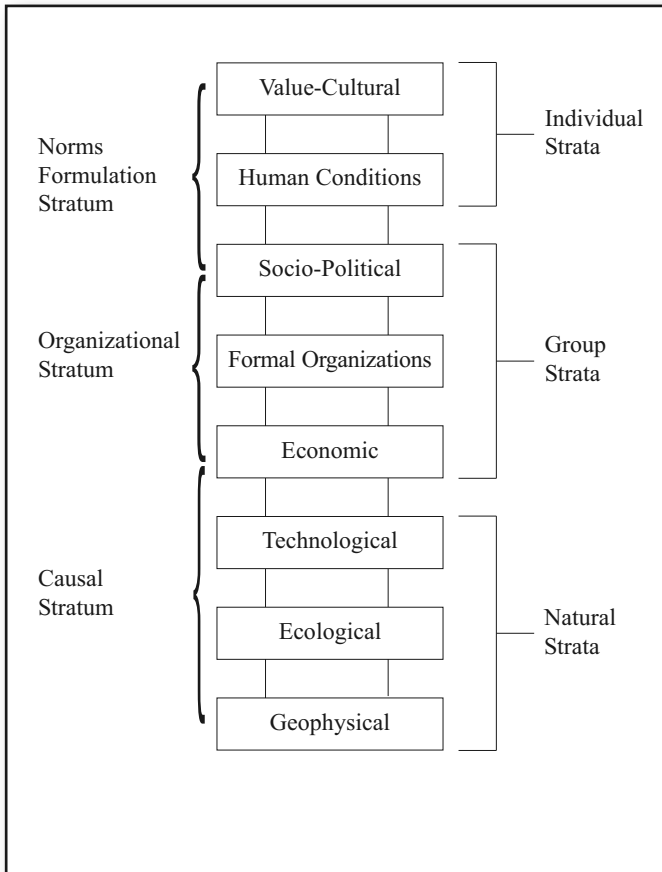 Value-Cultural
Individual
Strata
Norms
Formulation
Stratum
Human Conditions
Socio-Political
Organizational
Stratum
Formal Organizations
Group
Strata
Economic
Technological
Causal
Stratum
Ecological
Natural
Strata
Geophysical